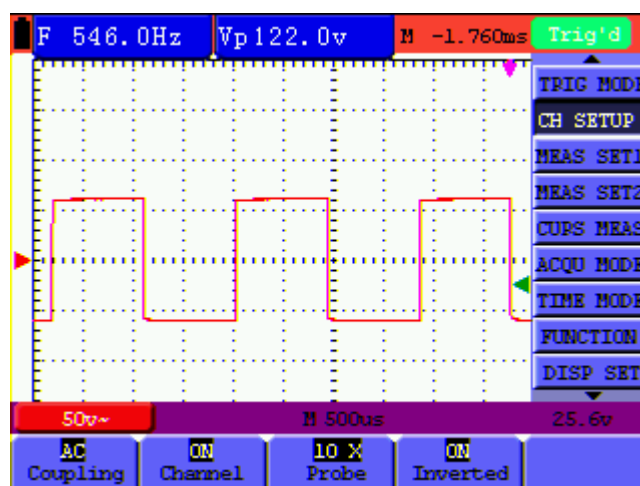 F 546.0Hz Vp122.0v M -1.760ms Trig'd
TRIG MODE
CH SETUP
MEAS SET1
MEAS SET2
CURS MEAS
ACQU MODE
TIME MODE
FUNCTION
DISP SET
50v~ M 500us 25.6v
AC ON 10 X ON
Coupling Channel Probe Inverted